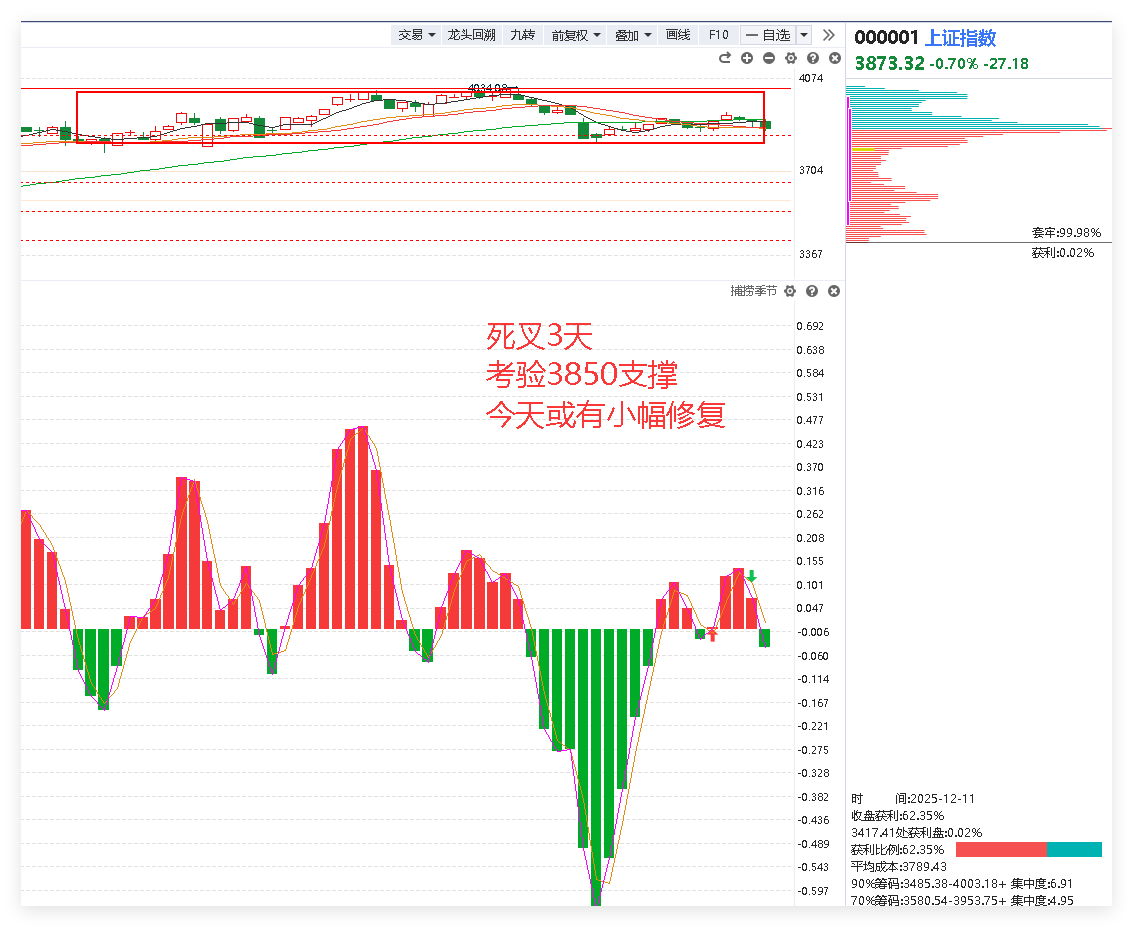 交易 龙头回溯 九转 前复权 叠加 画线 F10 一自选
000001 上证指数
3873.32 -0.70% -27.18
4074
4034.08
3704
套牢:99.98%
获利:0.02%
3367
捕捞季节
死叉3天
考验3850支撑
今天或有小幅修复
0.692
0.638
0.584
0.531
0.477
0.423
0.370
0.316
0.262
0.208
0.155
0.101
0.047
-0.006
-0.060
-0.114
-0.167
-0.221
-0.275
-0.328
-0.382
-0.436
-0.489
-0.543
-0.597
时 间:2025-12-11
收盘获利:62.35%
3417.41处获利盘:0.02%
获利比例:62.35%
平均成本:3789.43
90%筹码:3485.38-4003.18+ 集中度:6.91
70%筹码:3580.54-3953.75+ 集中度:4.95